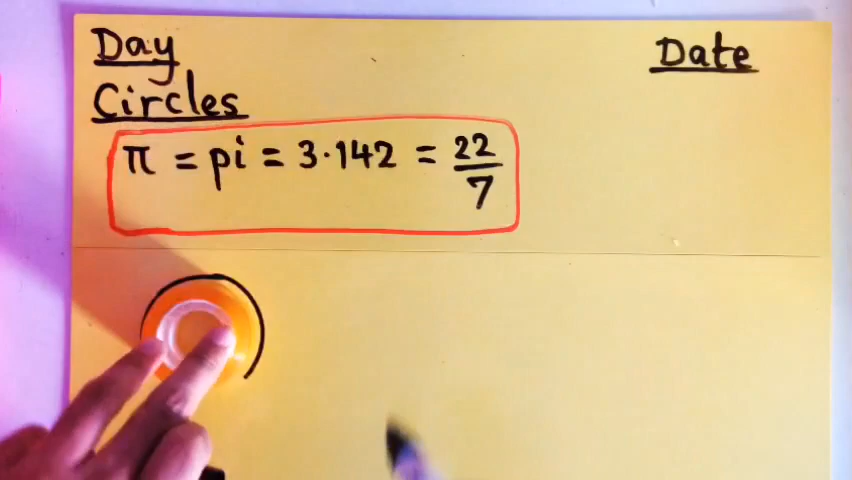 Day
Date
Circles
π = pi = 3·142 = 22/7